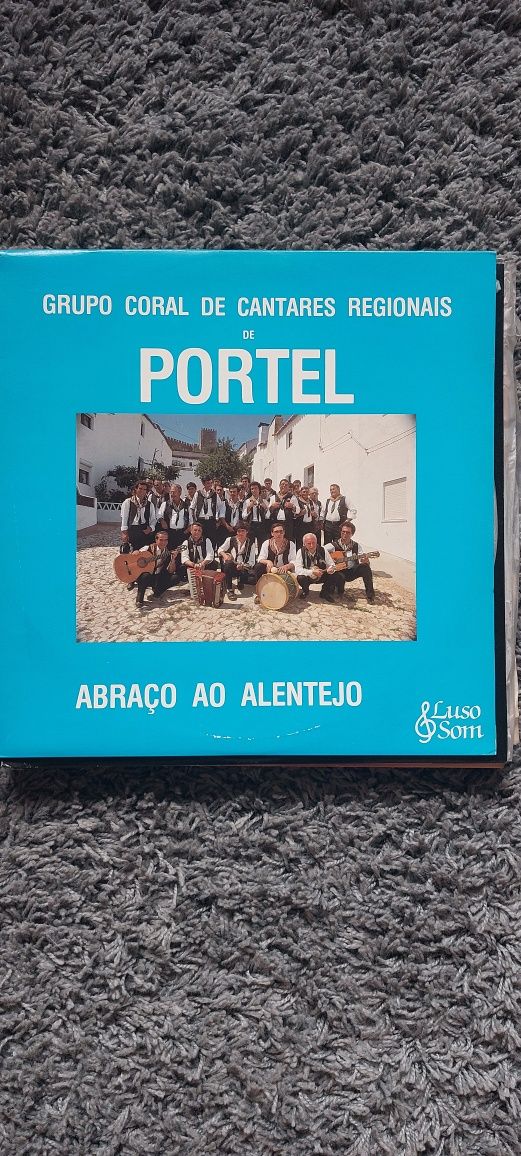 GRUPO CORAL DE CANTARES REGIONAIS
DE
PORTEL
ABRAÇO AO ALENTEJO
Luso
Som